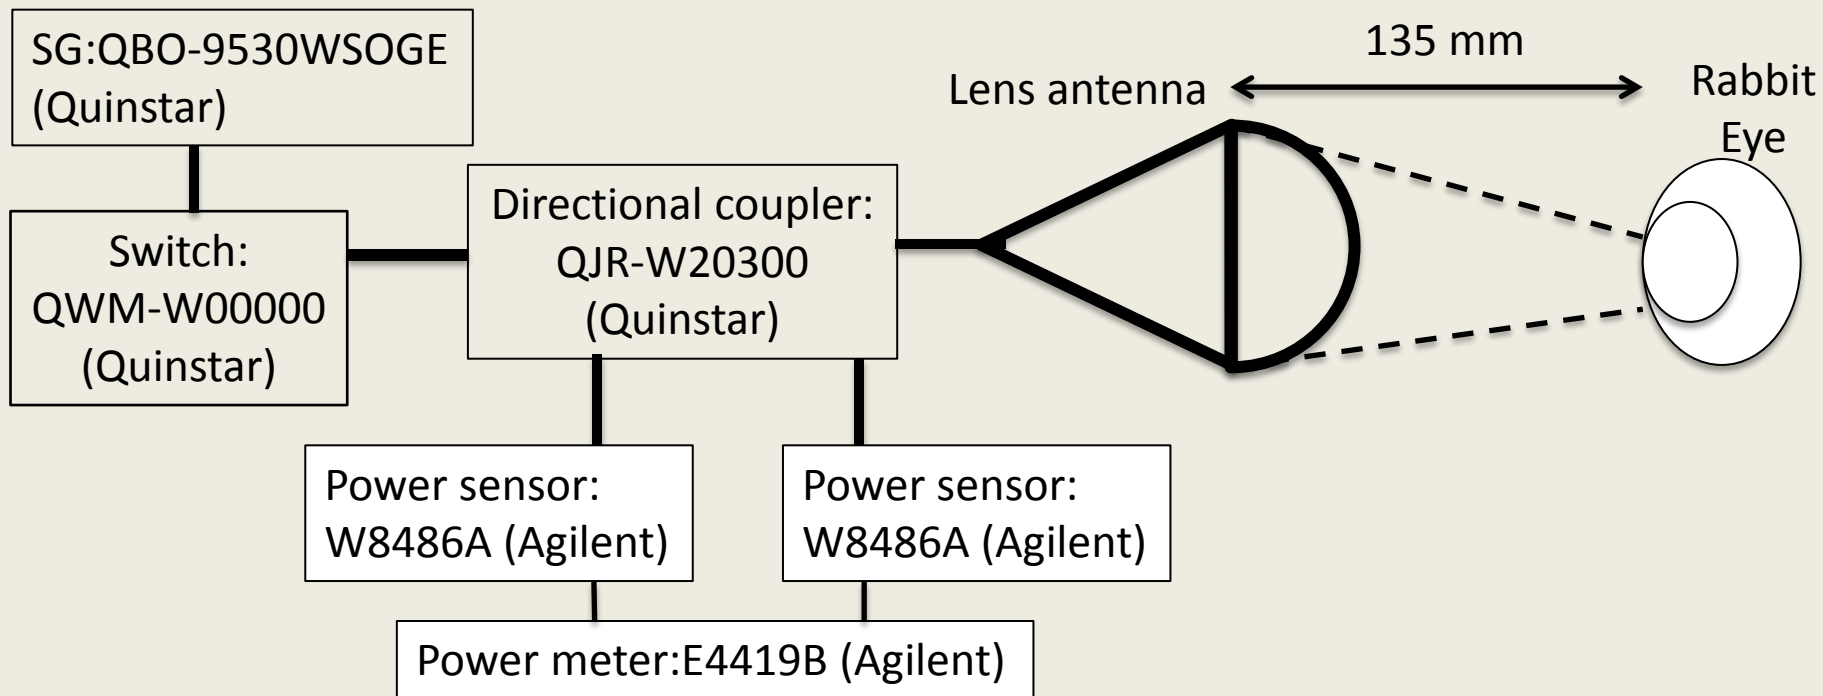 SG:QBO-9530WSOGE
(Quinstar)
Switch:
QWM-W00000
(Quinstar)
Directional coupler:
QJR-W20300
(Quinstar)
Power sensor:
W8486A (Agilent)
Power sensor:
W8486A (Agilent)
Power meter:E4419B (Agilent)
Lens antenna
135 mm
Rabbit
Eye